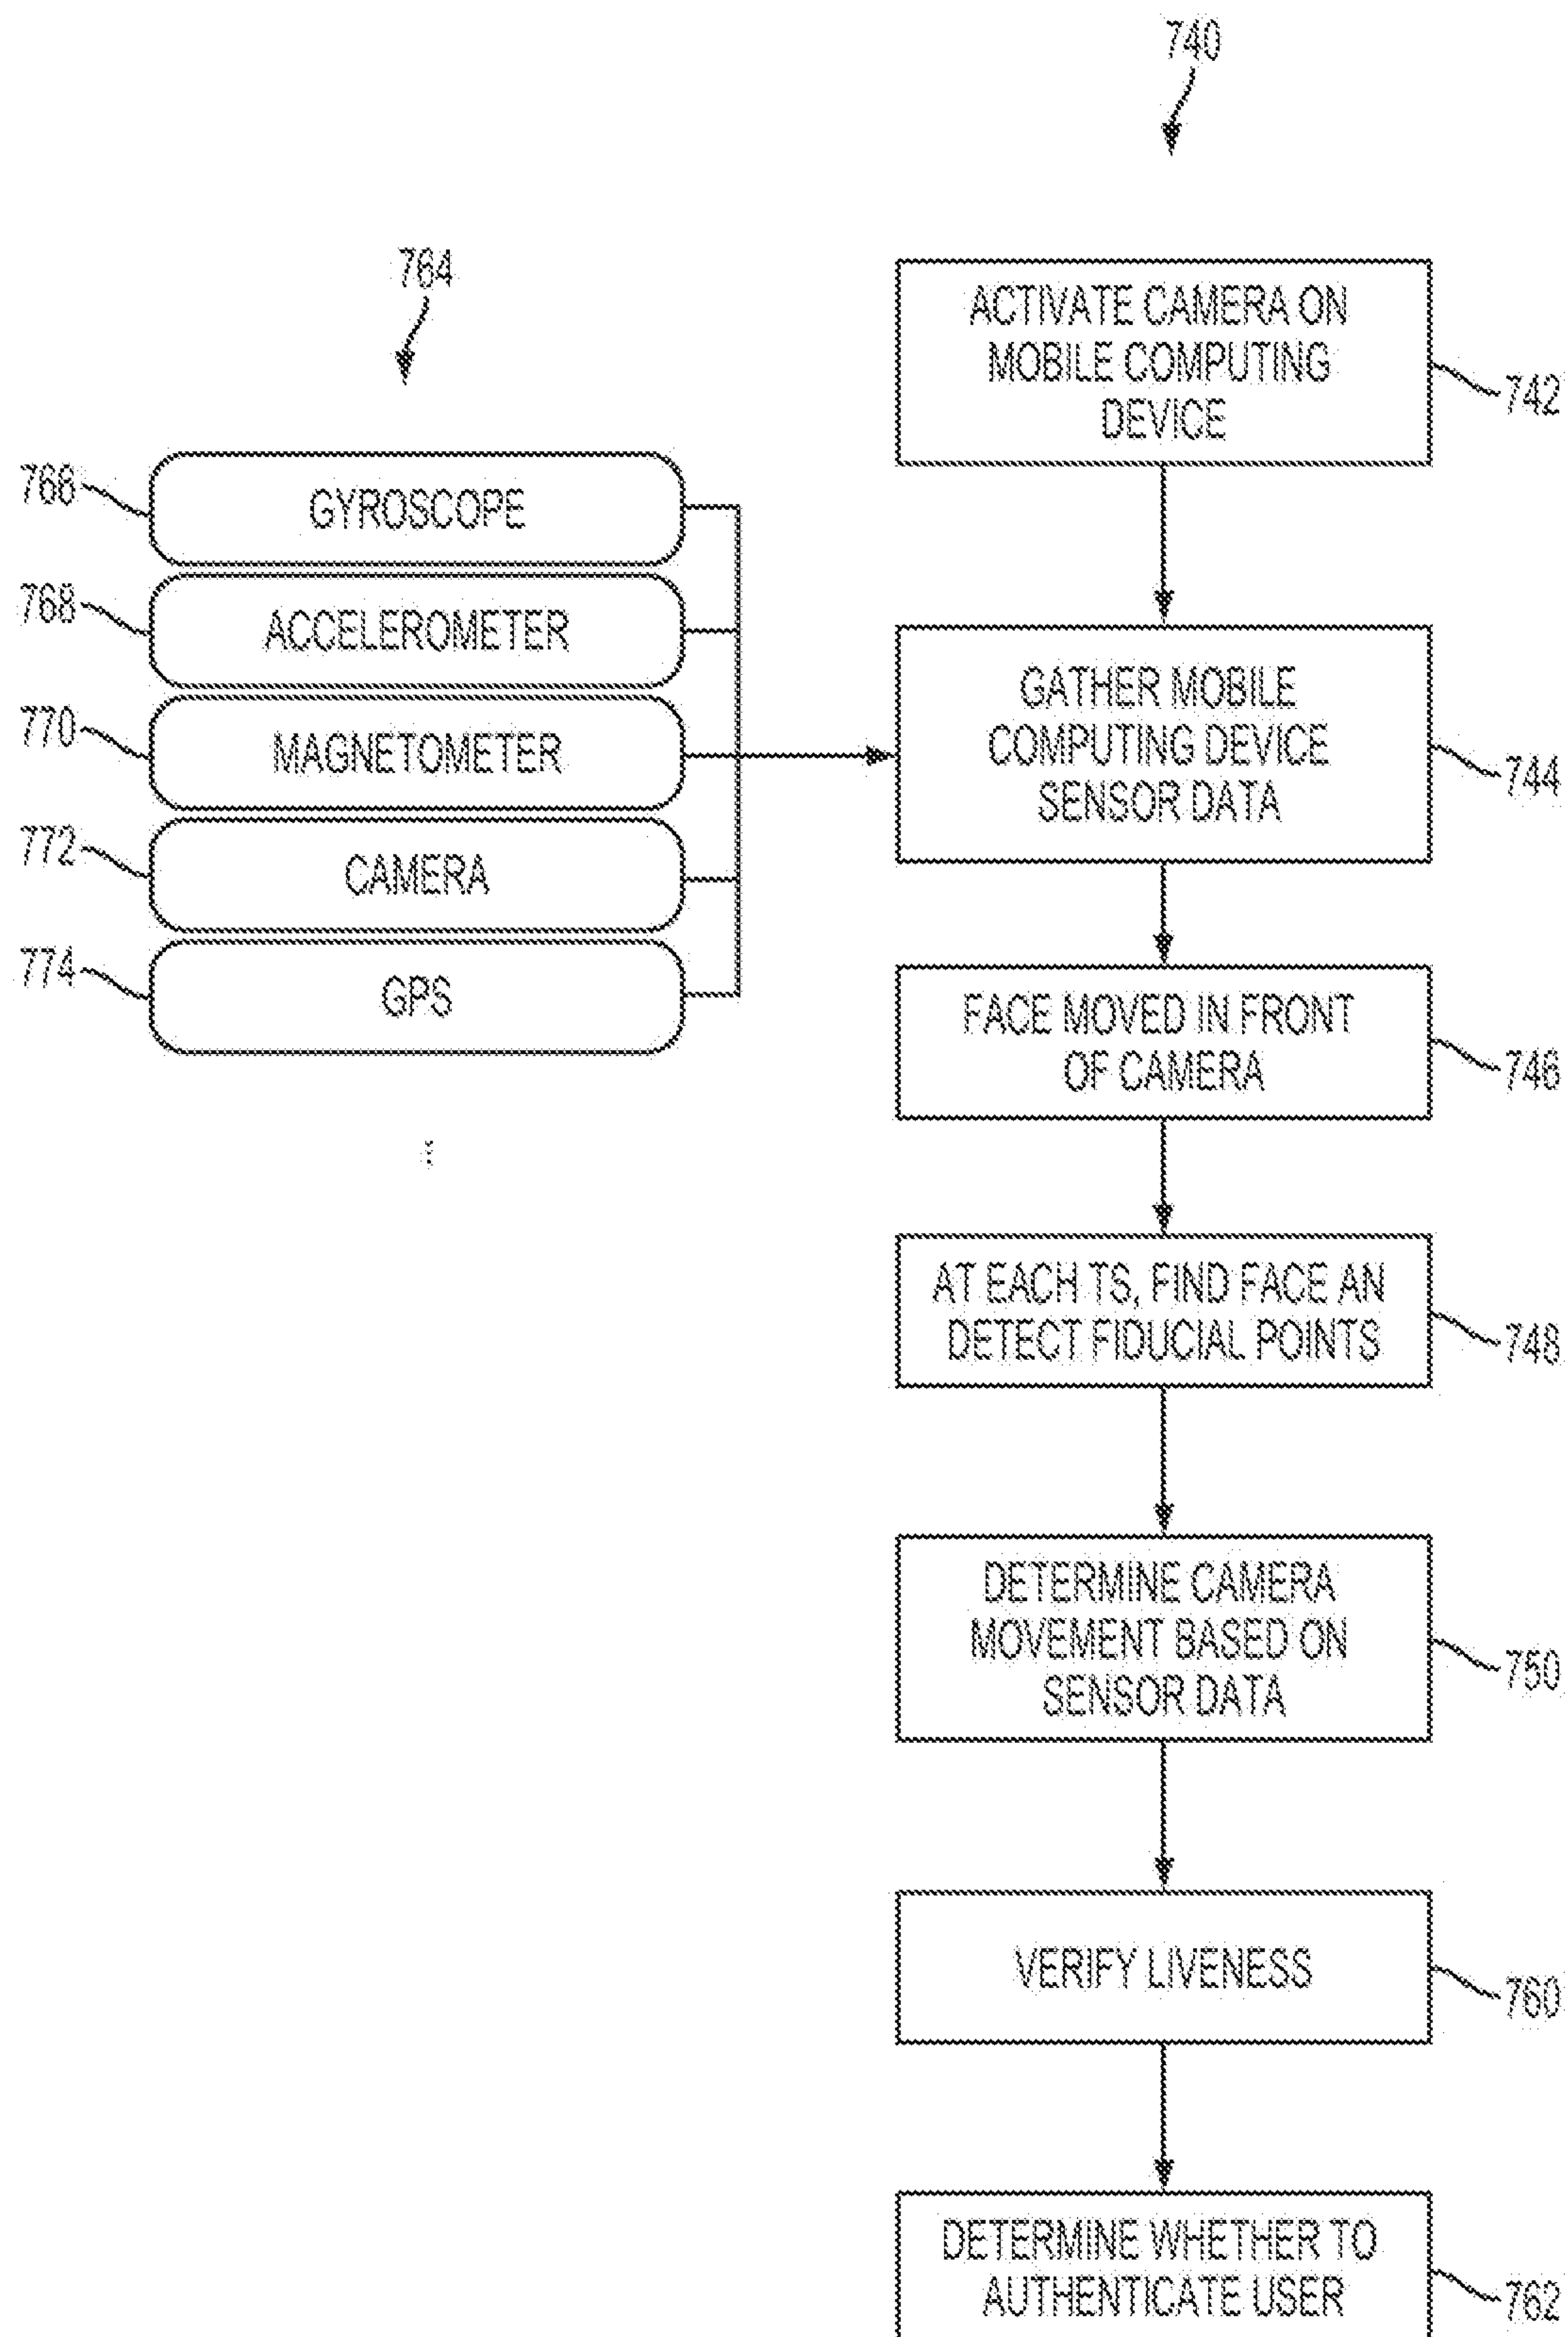 740
764
ACTIVATE CAMERA ON
MOBILE COMPUTING
DEVICE
742
766
GYROSCOPE
768
ACCELEROMETER
770
MAGNETOMETER
772
CAMERA
774
GPS
GATHER MOBILE
COMPUTING DEVICE
SENSOR DATA
744
FACE MOVED IN FRONT
OF CAMERA
746
AT EACH TS, FIND FACE AN
DETECT FIDUCIAL POINTS
748
DETERMINE CAMERA
MOVEMENT BASED ON
SENSOR DATA
750
VERIFY LIVENESS
760
DETERMINE WHETHER TO
AUTHENTICATE USER
762